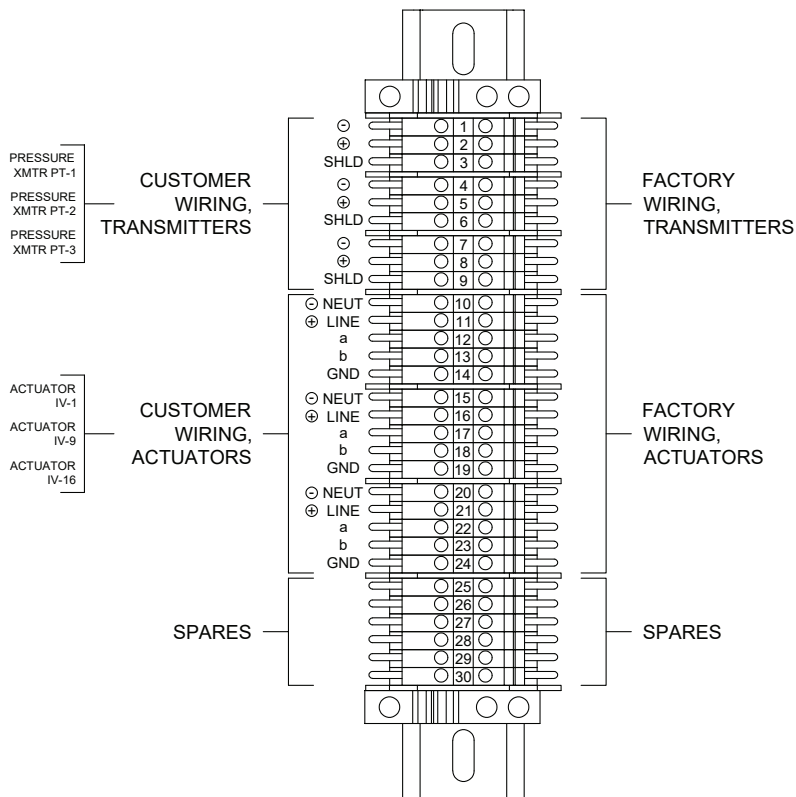 PRESSURE
XMTR PT-1
PRESSURE
XMTR PT-2
PRESSURE
XMTR PT-3
CUSTOMER
WIRING,
TRANSMITTERS
⊖ 1
⊕ 2
SHLD 3
⊖ 4
⊕ 5
SHLD 6
⊖ 7
⊕ 8
SHLD 9
FACTORY
WIRING,
TRANSMITTERS
ACTUATOR
IV-1
ACTUATOR
IV-9
ACTUATOR
IV-16
CUSTOMER
WIRING,
ACTUATORS
⊖ NEUT 10
⊕ LINE 11
a 12
b 13
GND 14
⊖ NEUT 15
⊕ LINE 16
a 17
b 18
GND 19
⊖ NEUT 20
⊕ LINE 21
a 22
b 23
GND 24
FACTORY
WIRING,
ACTUATORS
SPARES
25
26
27
28
29
30
SPARES